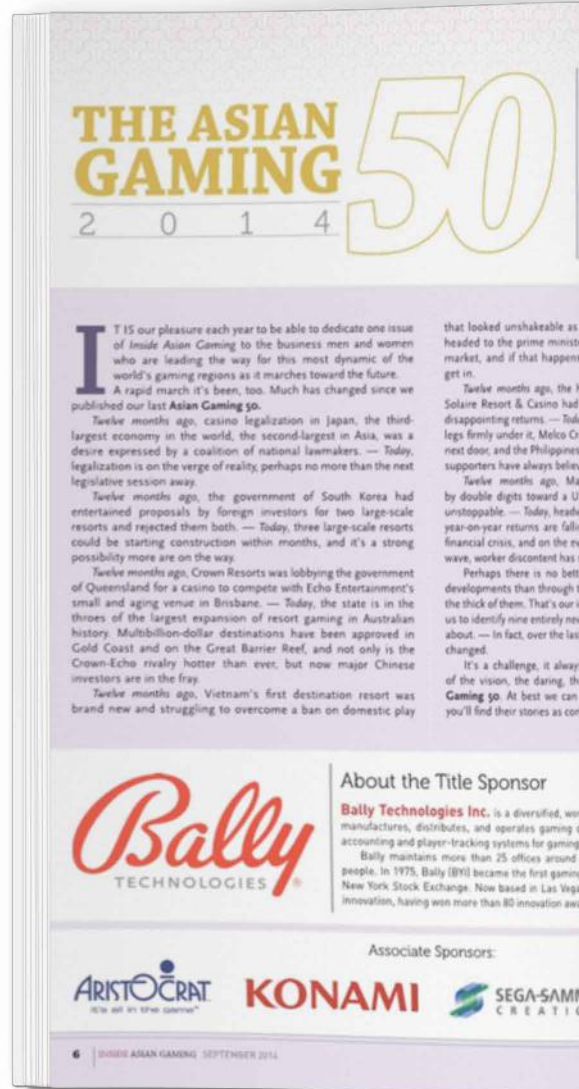 THE ASIAN
GAMING
50
2 0 1 4
IT IS our pleasure each year to be able to dedicate one issue
of Inside Asian Gaming to the business men and women
who are leading the way for this most dynamic of the
world's gaming regions as it marches toward the future.
A rapid march it's been, too. Much has changed since we
published our last Asian Gaming 50.
Twelve months ago, casino legalization in Japan, the third-
largest economy in the world, the second-largest in Asia, was a
desire expressed by a coalition of national lawmakers. — Today,
legalization is on the verge of reality, perhaps no more than the next
legislative session away.
Twelve months ago, the government of South Korea had
entertained proposals by foreign investors for two large-scale
resorts and rejected them both. — Today, three large-scale resorts
could be starting construction within months, and it's a strong
possibility more are on the way.
Twelve months ago, Crown Resorts was lobbying the government
of Queensland for a casino to compete with Echo Entertainment's
small and aging venue in Brisbane. — Today, the state is in the
throes of the largest expansion of resort gaming in Australian
history. Multibillion-dollar destinations have been approved in
Gold Coast and on the Great Barrier Reef, and not only is the
Crown-Echo rivalry hotter than ever, but now major Chinese
investors are in the fray.
Twelve months ago, Vietnam's first destination resort was
brand new and struggling to overcome a ban on domestic play
that looked unshakeable as
headed to the prime minist
market, and if that happen
get in.
Twelve months ago, the
Solaire Resort & Casino had
disappointing returns. — Toda
legs firmly under it, Melco Cr
next door, and the Philippines
supporters have always believ
Twelve months ago, Ma
by double digits toward a U
unstoppable. — Today, headw
year-on-year returns are falli
financial crisis, and on the ev
wave, worker discontent has
Perhaps there is no bett
developments than through t
the thick of them. That's our
us to identify nine entirely ne
about. — In fact, over the las
changed.
It's a challenge, it alway
of the vision, the daring, th
Gaming 50. At best we can
you'll find their stories as com
Bally
TECHNOLOGIES
About the Title Sponsor
Bally Technologies Inc. is a diversified, wor
manufactures, distributes, and operates gaming d
accounting and player-tracking systems for gaming
Bally maintains more than 25 offices around
people. In 1975, Bally (BYI) became the first gaming
New York Stock Exchange. Now based in Las Vega
innovation, having won more than 80 innovation awa
Associate Sponsors:
ARISTOCRAT
it's all in the game™
KONAMI
SEGA-SAMM
CREATIO
6 | INSIDE ASIAN GAMING SEPTEMBER 2014